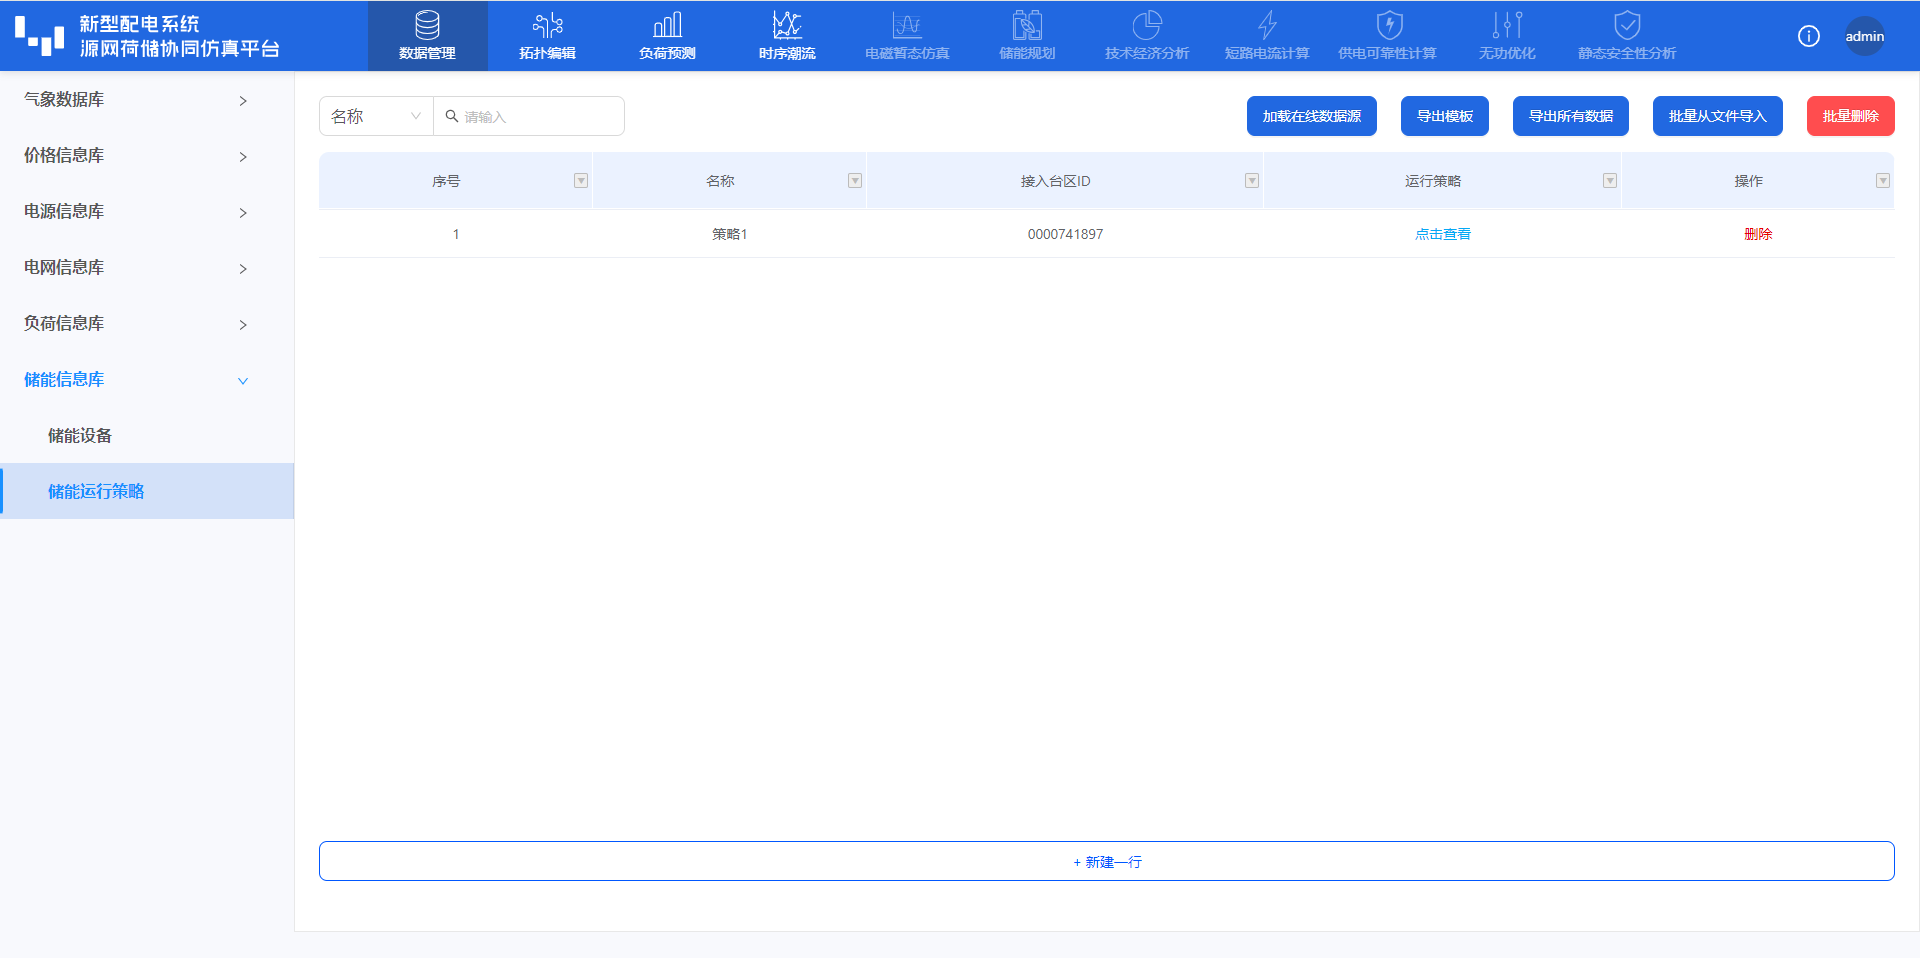 新型配电系统
源网荷储协同仿真平台
数据管理
拓扑编辑
负荷预测
时序潮流
电磁暂态仿真
储能规划
技术经济分析
短路电流计算
供电可靠性计算
无功优化
静态安全性分析
admin
气象数据库
价格信息库
电源信息库
电网信息库
负荷信息库
储能信息库
储能设备
储能运行策略
名称 请输入
加载在线数据源 导出模板 导出所有数据 批量从文件导入 批量删除
序号 名称 接入台区ID 运行策略 操作
1 策略1 0000741897 点击查看 删除
+ 新建一行